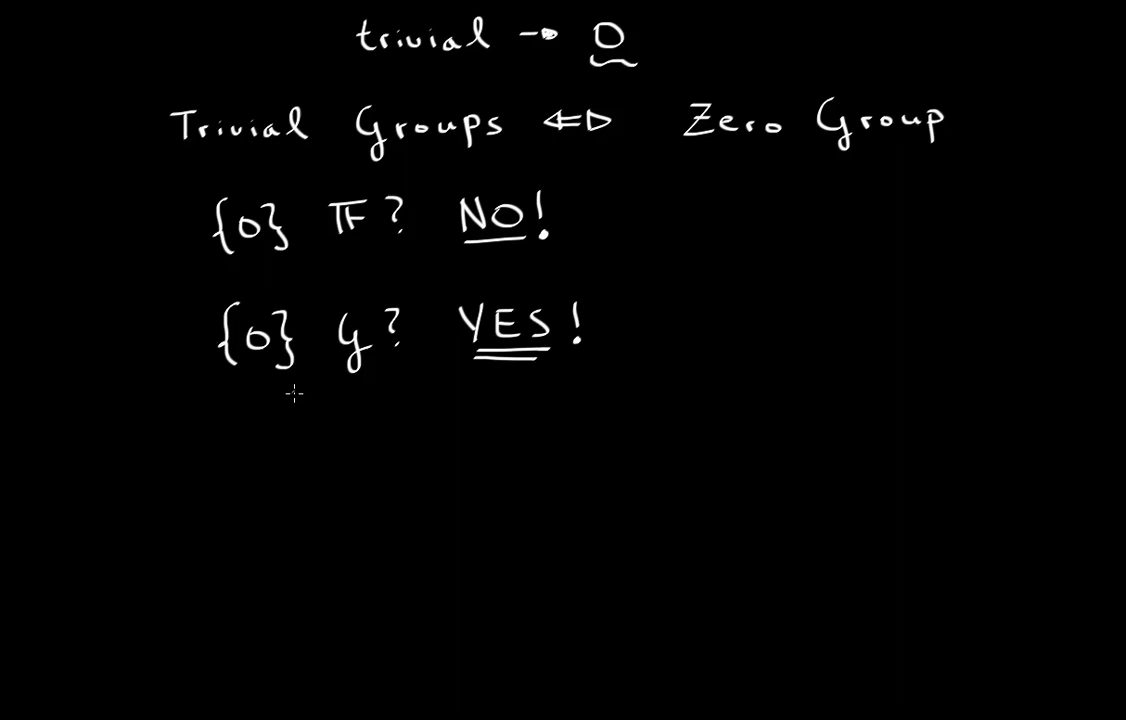 trivial → 0
Trivial Groups ⇔ Zero Group
{0} 𝔽? NO!
{0} G? YES!